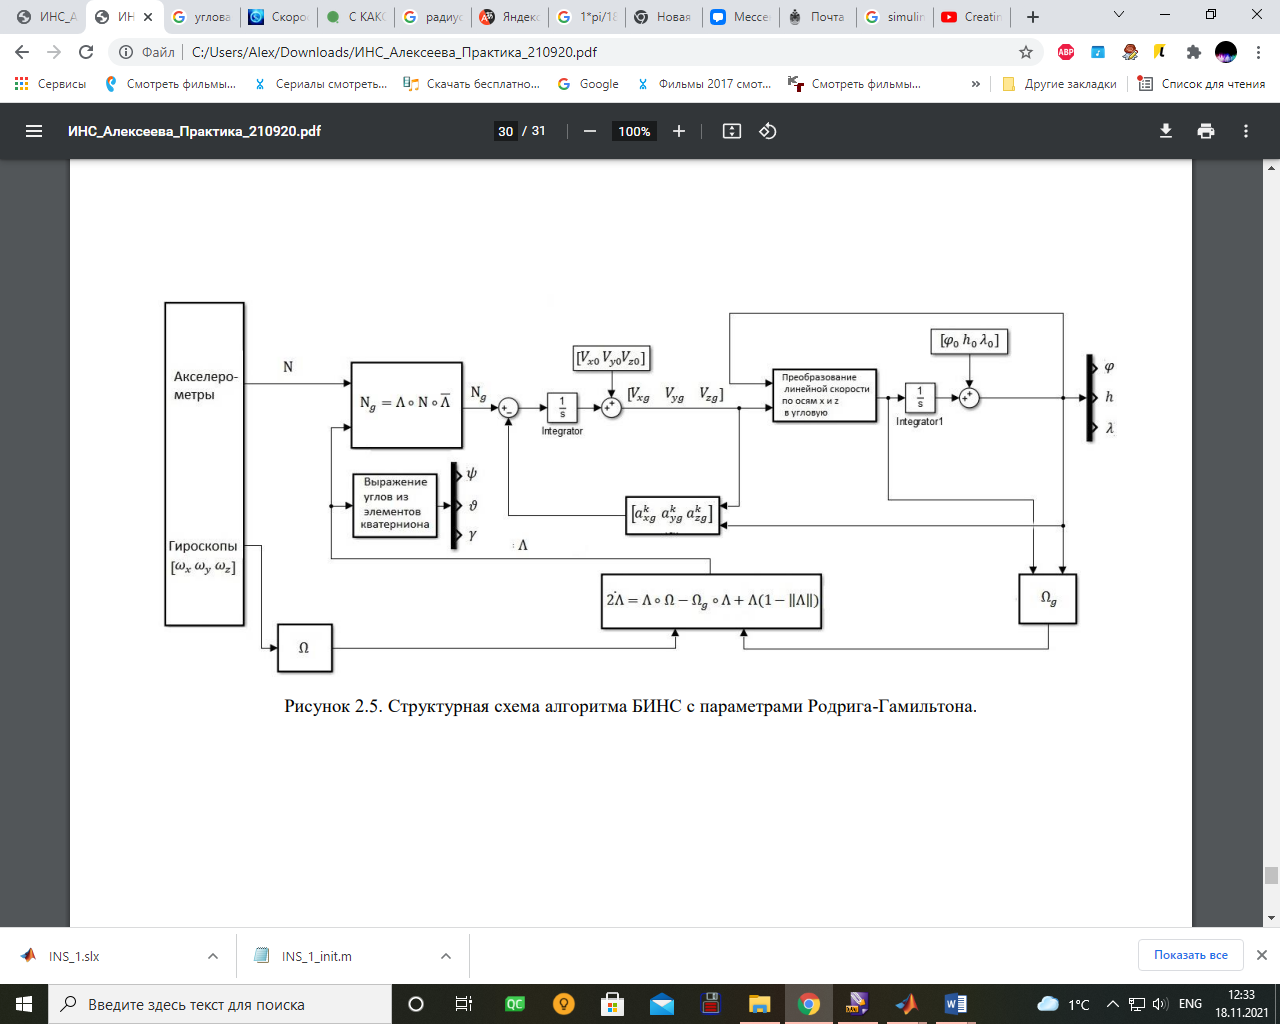 ИНС_А
ИН
углова
Скорос
С КАКО
радиус
Яндекс
1*pi/18
Новая
Мессе
Почта
simulin
Creatin
Файл C:/Users/Alex/Downloads/ИНС_Алексеева_Практика_210920.pdf
Сервисы
Смотреть фильмы...
Сериалы смотреть...
Скачать бесплатно...
Google
Фильмы 2017 смот...
Смотреть фильмы...
»
Другие закладки
Список для чтения
ИНС_Алексеева_Практика_210920.pdf
30 / 31
100%
Акселеро-
метры
N
N_g = Λ ∘ N ∘ Λ̅
N_g
[V_x0 V_y0 V_z0]
1/s
Integrator
[V_xg V_yg V_zg]
Преобразование
линейной скорости
по осям x и z
в угловую
1/s
Integrator1
[φ_0 h_0 λ_0]
φ
h
λ
Выражение
углов из
элементов
кватерниона
ψ
ϑ
γ
[a^k_xg a^k_yg a^k_zg]
Λ
Гироскопы
[ω_x ω_y ω_z]
Ω
2Λ̇ = Λ ∘ Ω − Ω_g ∘ Λ + Λ(1 − ‖Λ‖)
Ω_g
Рисунок 2.5. Структурная схема алгоритма БИНС с параметрами Родрига-Гамильтона.
INS_1.slx
INS_1_init.m
Показать все
Введите здесь текст для поиска
QC
1°C
ENG
12:33
18.11.2021